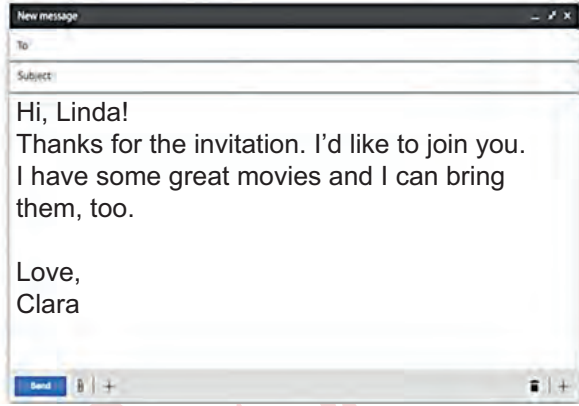 New message
To
Subject
Hi, Linda!
Thanks for the invitation. I’d like to join you.
I have some great movies and I can bring
them, too.
Love,
Clara
Send